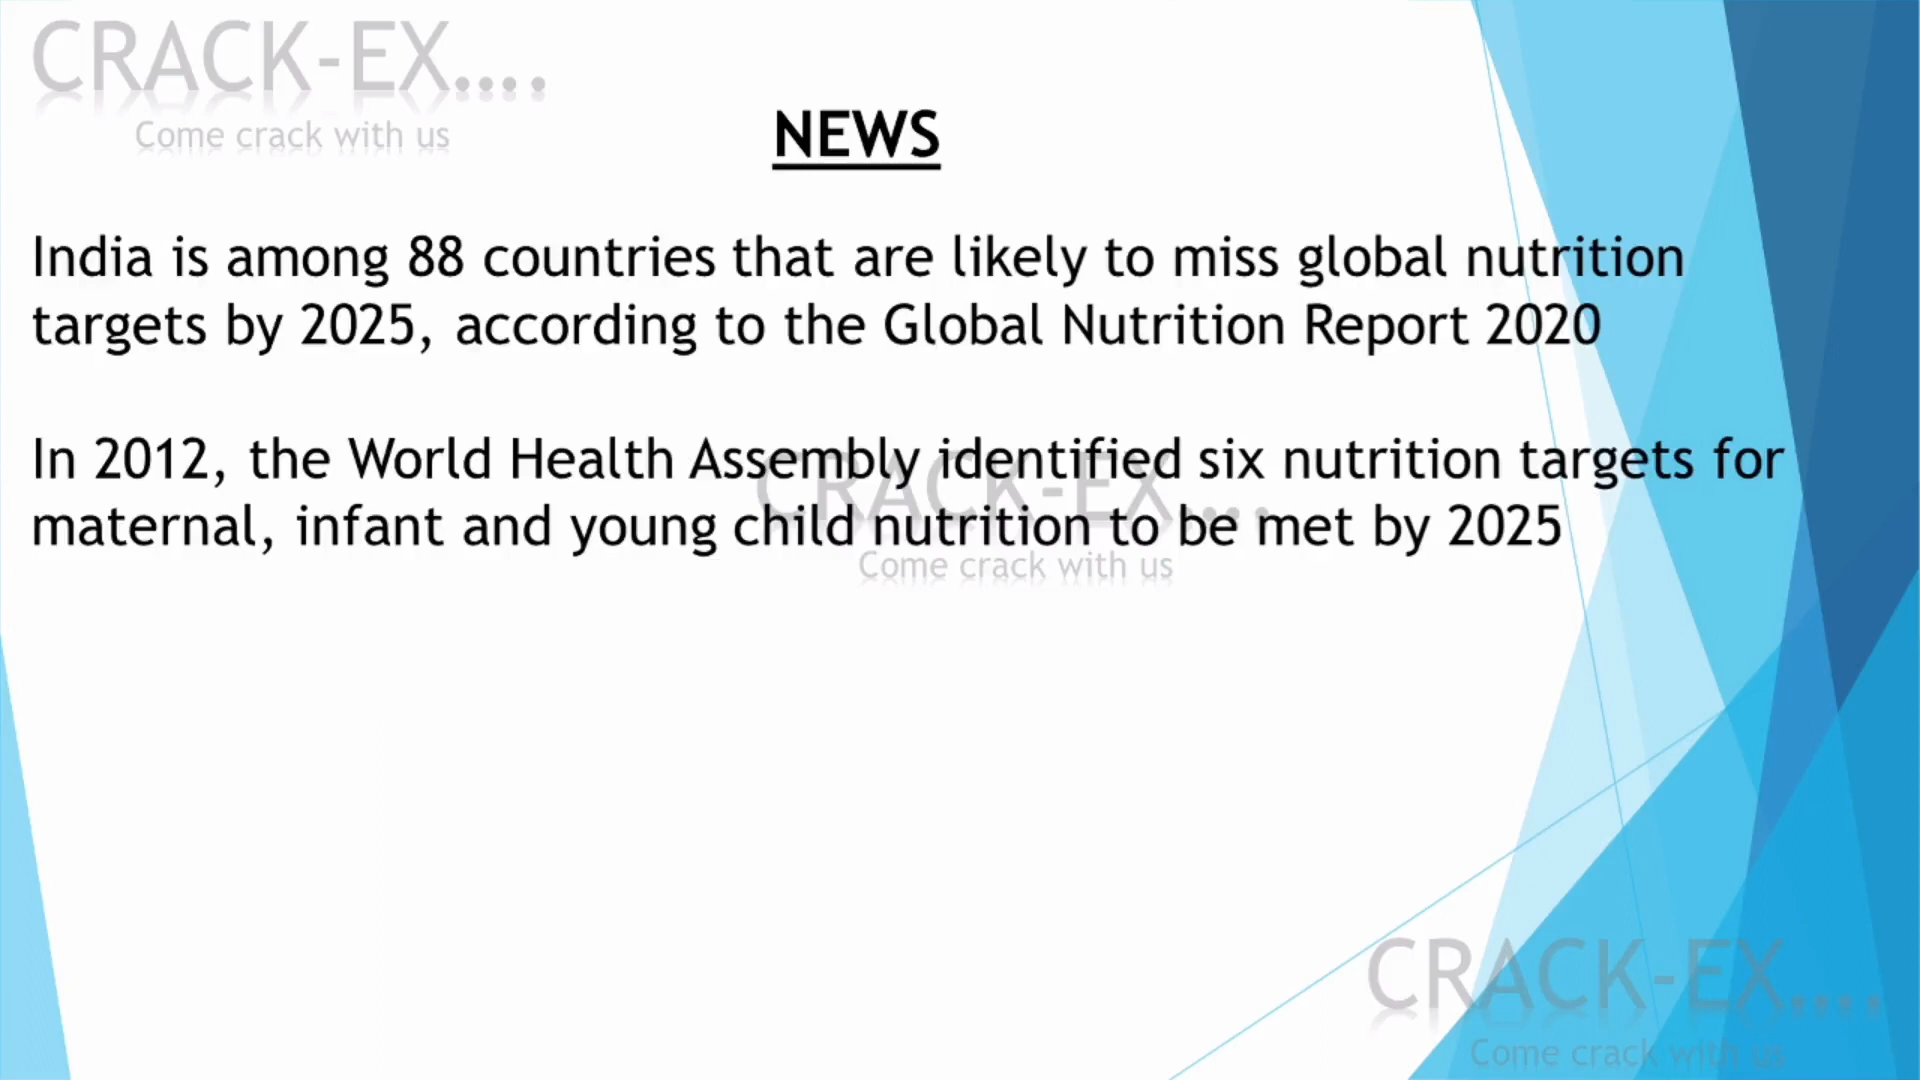 CRACK-EX....
Come crack with us
NEWS
India is among 88 countries that are likely to miss global nutrition
targets by 2025, according to the Global Nutrition Report 2020
In 2012, the World Health Assembly identified six nutrition targets for
maternal, infant and young child nutrition to be met by 2025
CRACK-EX....
Come crack with us
CRACK-EX....
Come crack with us